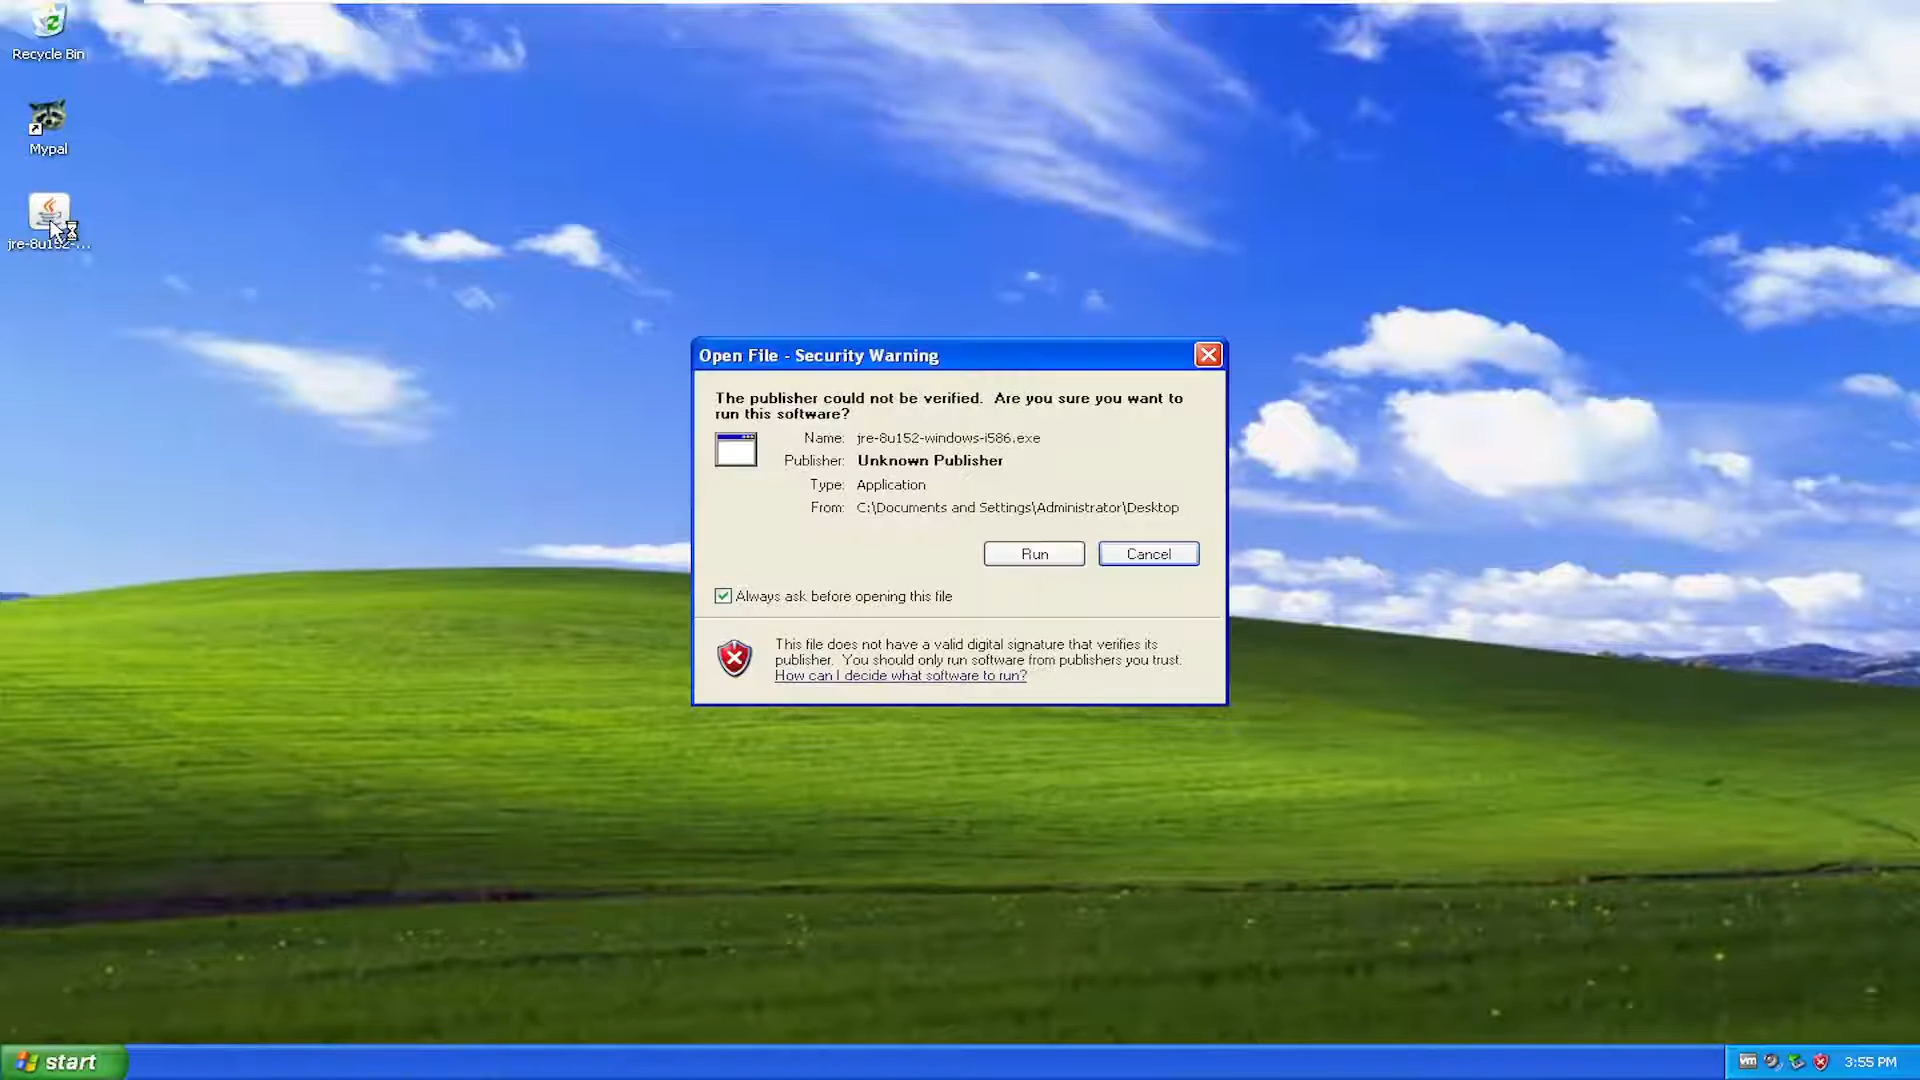 Recycle Bin
Mypal
jre-8u152-...
Open File - Security Warning
The publisher could not be verified. Are you sure you want to
run this software?
Name: jre-8u152-windows-i586.exe
Publisher: Unknown Publisher
Type: Application
From: C:\Documents and Settings\Administrator\Desktop
Run Cancel
Always ask before opening this file
This file does not have a valid digital signature that verifies its
publisher. You should only run software from publishers you trust.
How can I decide what software to run?
start
vm
3:55 PM